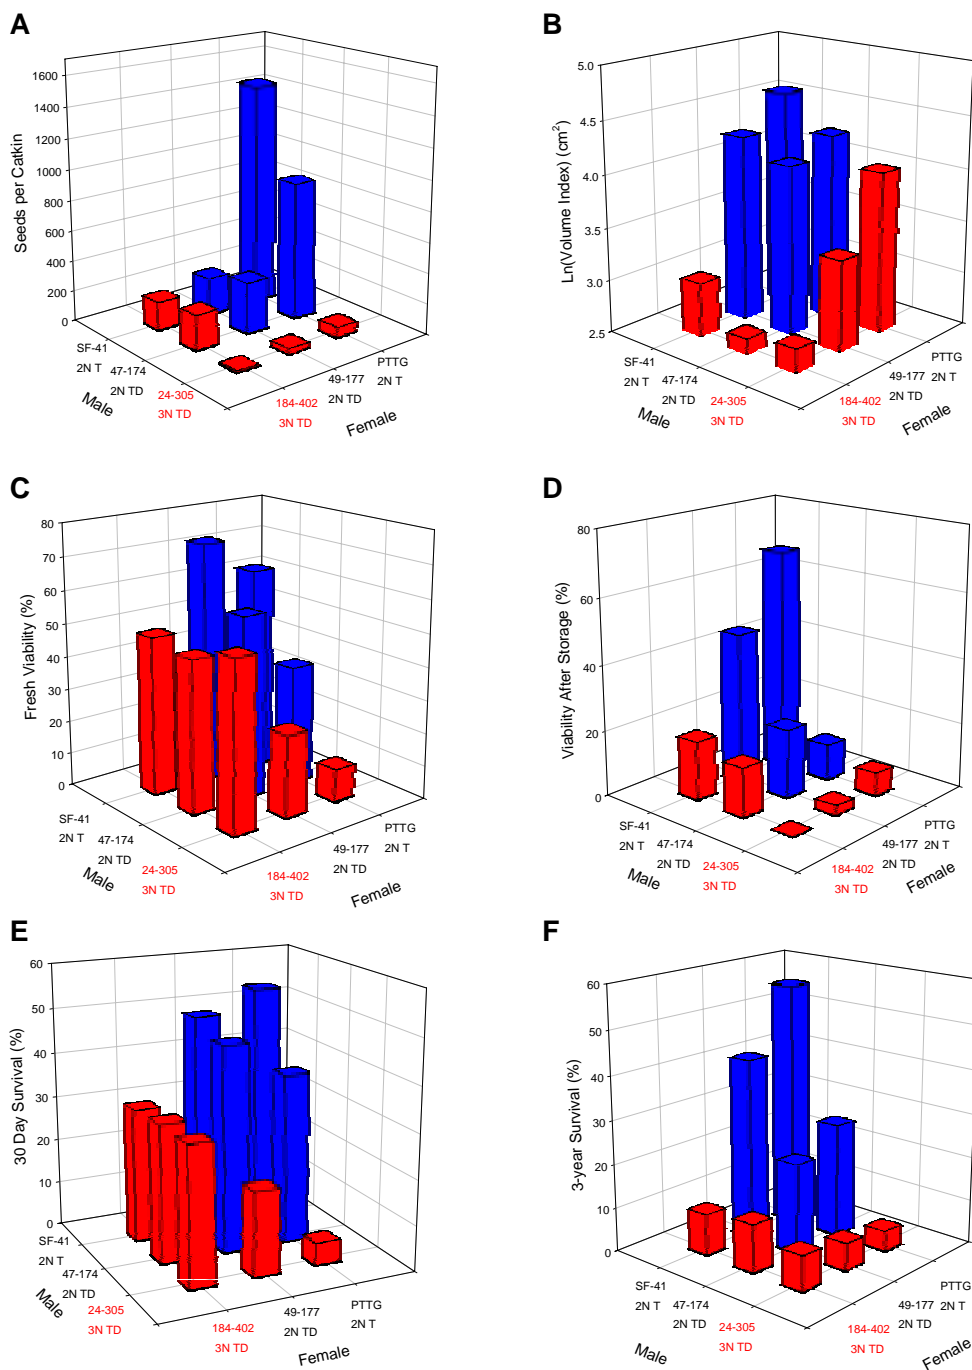 A
Seeds per Catkin
1600
1400
1200
1000
800
600
400
200
0
SF-41
2N T
47-174
2N TD
24-305
3N TD
Male
184-402
3N TD
49-177
2N TD
PTTG
2N T
Female
B
Ln(Volume Index) (cm²)
5.0
4.5
4.0
3.5
3.0
2.5
SF-41
2N T
47-174
2N TD
24-305
3N TD
Male
184-402
3N TD
49-177
2N TD
PTTG
2N T
Female
C
Fresh Viability (%)
80
70
60
50
40
30
20
10
0
SF-41
2N T
47-174
2N TD
24-305
3N TD
Male
184-402
3N TD
49-177
2N TD
PTTG
2N T
Female
D
Viability After Storage (%)
80
60
40
20
0
SF-41
2N T
47-174
2N TD
24-305
3N TD
Male
184-402
3N TD
49-177
2N TD
PTTG
2N T
Female
E
30 Day Survival (%)
60
50
40
30
20
10
0
SF-41
2N T
47-174
2N TD
24-305
3N TD
Male
184-402
3N TD
49-177
2N TD
PTTG
2N T
Female
F
3-year Survival (%)
60
50
40
30
20
10
0
SF-41
2N T
47-174
2N TD
24-305
3N TD
Male
184-402
3N TD
49-177
2N TD
PTTG
2N T
Female